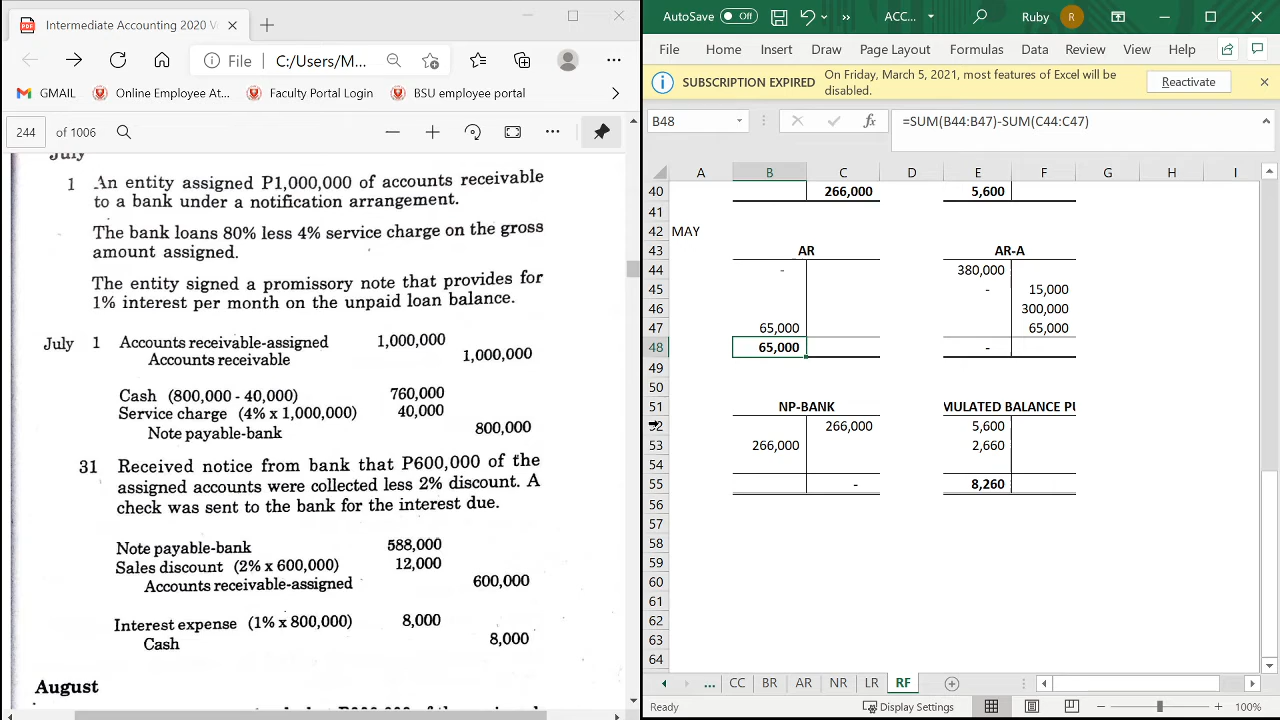 Intermediate Accounting 2020 V
File
C:/Users/M...
GMAIL
Online Employee At...
Faculty Portal Login
BSU employee portal
244
of 1006
July
1 An entity assigned P1,000,000 of accounts receivable
to a bank under a notification arrangement.
The bank loans 80% less 4% service charge on the gross
amount assigned.
The entity signed a promissory note that provides for
1% interest per month on the unpaid loan balance.
July 1 Accounts receivable-assigned 1,000,000
Accounts receivable 1,000,000
Cash (800,000 - 40,000) 760,000
Service charge (4% x 1,000,000) 40,000
Note payable-bank 800,000
31 Received notice from bank that P600,000 of the
assigned accounts were collected less 2% discount. A
check was sent to the bank for the interest due.
Note payable-bank 588,000
Sales discount (2% x 600,000) 12,000
Accounts receivable-assigned 600,000
Interest expense (1% x 800,000) 8,000
Cash 8,000
August
AutoSave Off ACC... Ruby R
File Home Insert Draw Page Layout Formulas Data Review View Help
SUBSCRIPTION EXPIRED On Friday, March 5, 2021, most features of Excel will be
disabled.
Reactivate
B48 fx =SUM(B44:B47)-SUM(C44:C47)
A B C D E F G H I
40 266,000 5,600
41
42 MAY
43 AR AR-A
44 - 380,000
45 - 15,000
46 300,000
47 65,000 65,000
48 65,000 -
49
50
51 NP-BANK MULATED BALANCE PU
52 266,000 5,600
53 266,000 2,660
54
55 - 8,260
56
57
58
59
60
61
62
63
64
... CC BR AR NR LR RF
Ready Display Settings 100%